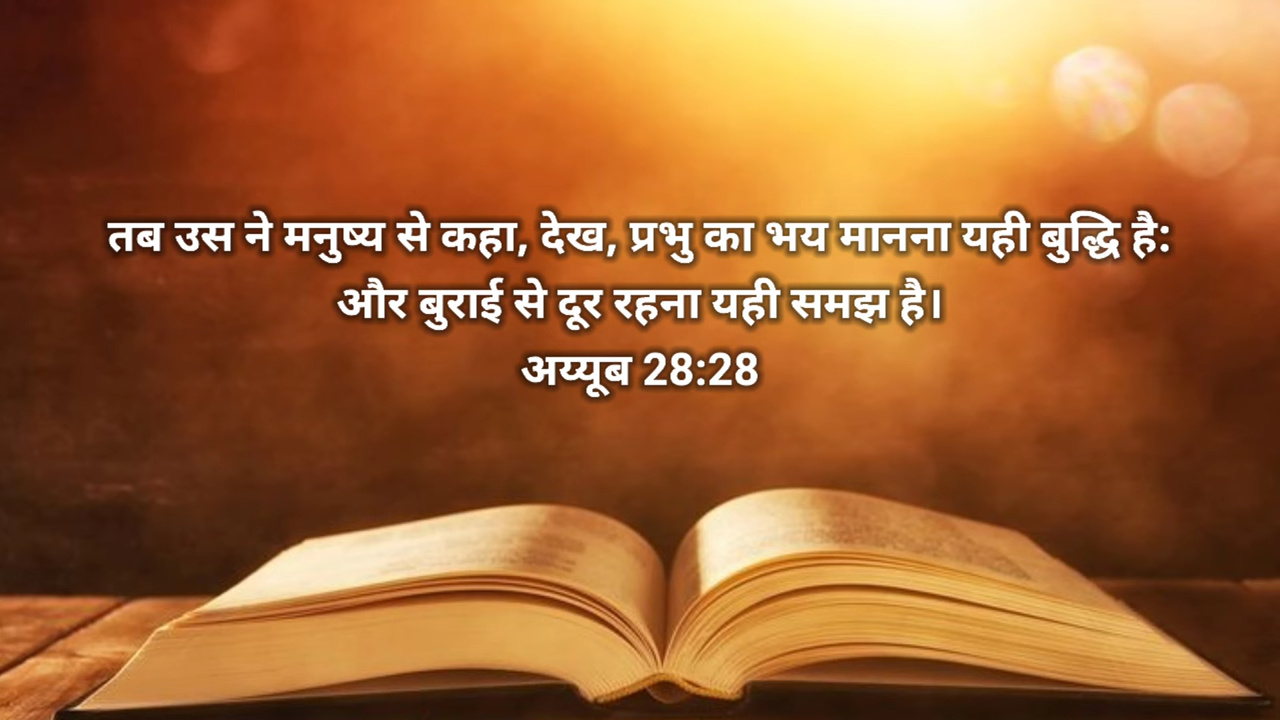 तब उस ने मनुष्य से कहा, देख, प्रभु का भय मानना यही बुद्धि है:
और बुराई से दूर रहना यही समझ है।
अय्यूब 28:28